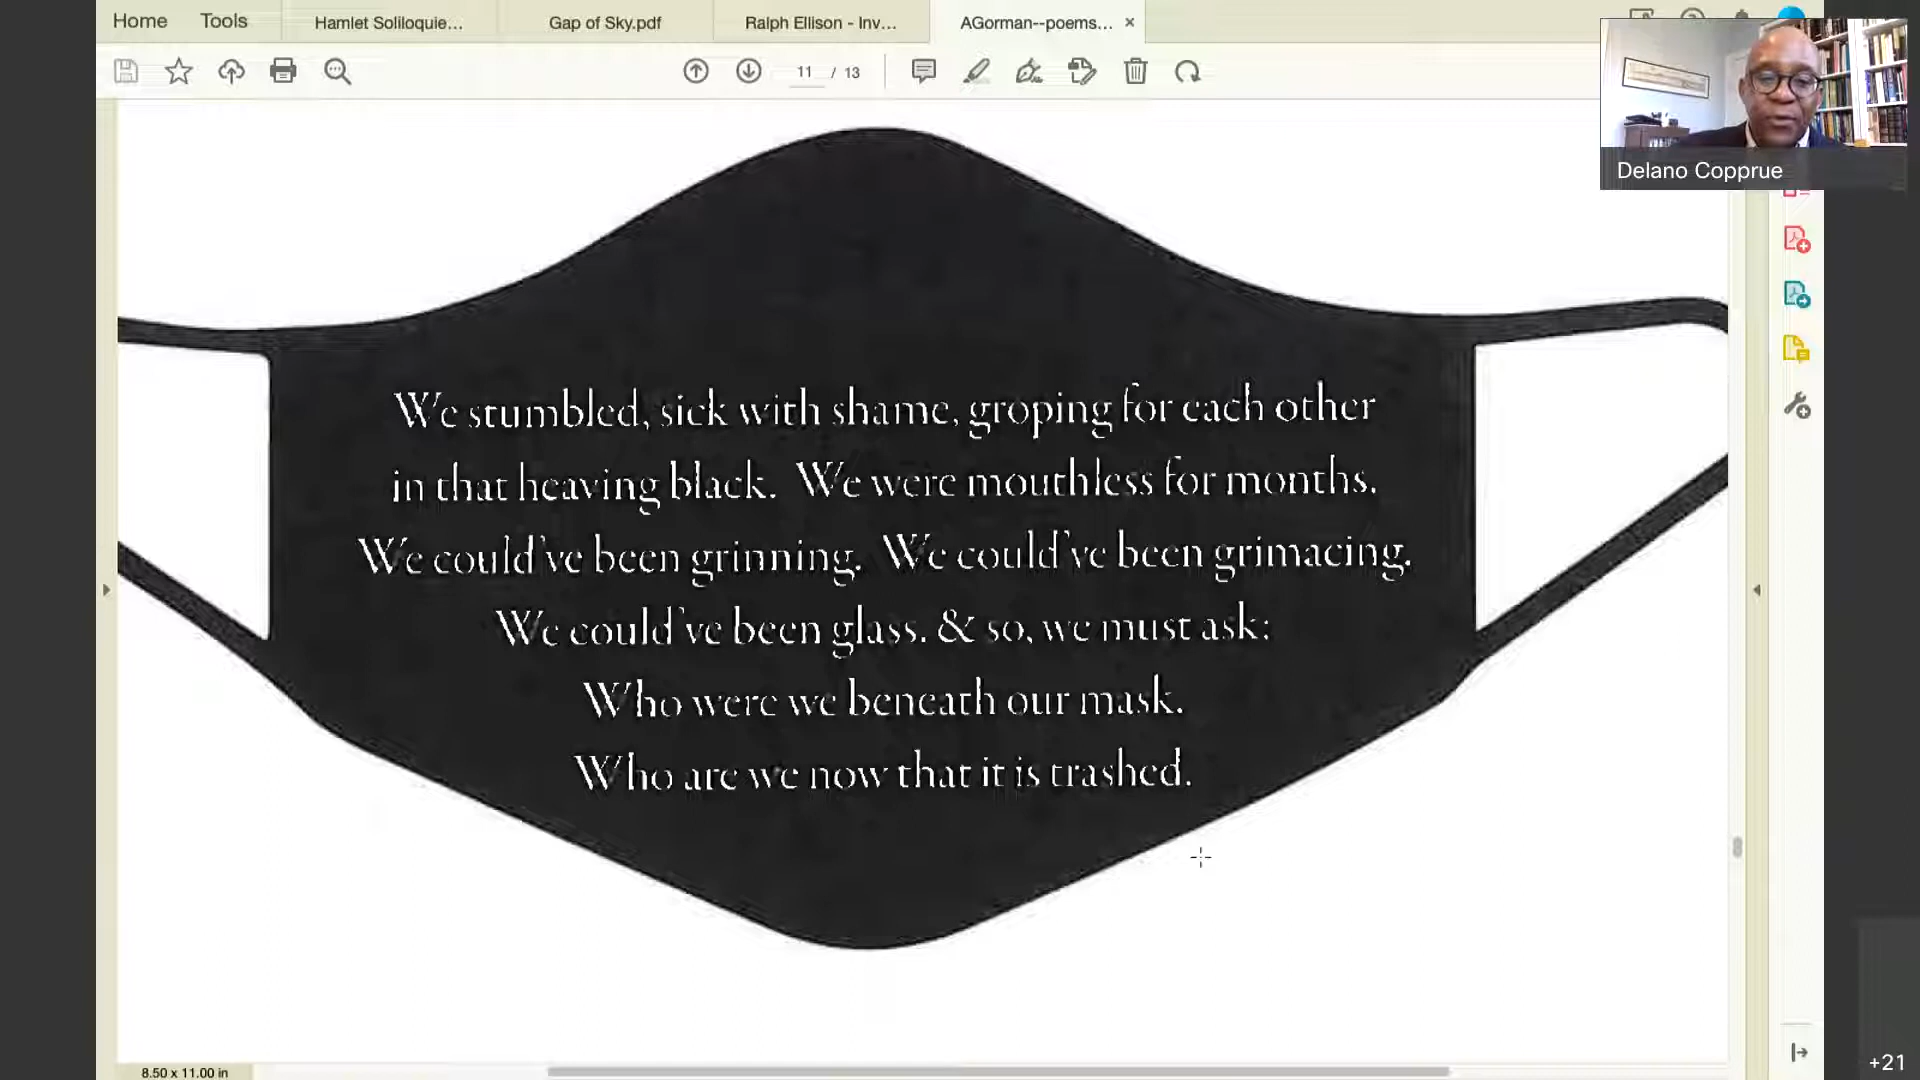 Home Tools Hamlet Soliloquie... Gap of Sky.pdf Ralph Ellison - Inv... AGorman--poems... ×
11 / 13
Delano Copprue
We stumbled, sick with shame, groping for each other
in that heaving black. We were mouthless for months.
We could've been grinning. We could've been grimacing.
We could've been glass. & so, we must ask:
Who were we beneath our mask.
Who are we now that it is trashed.
+21
8.50 x 11.00 in